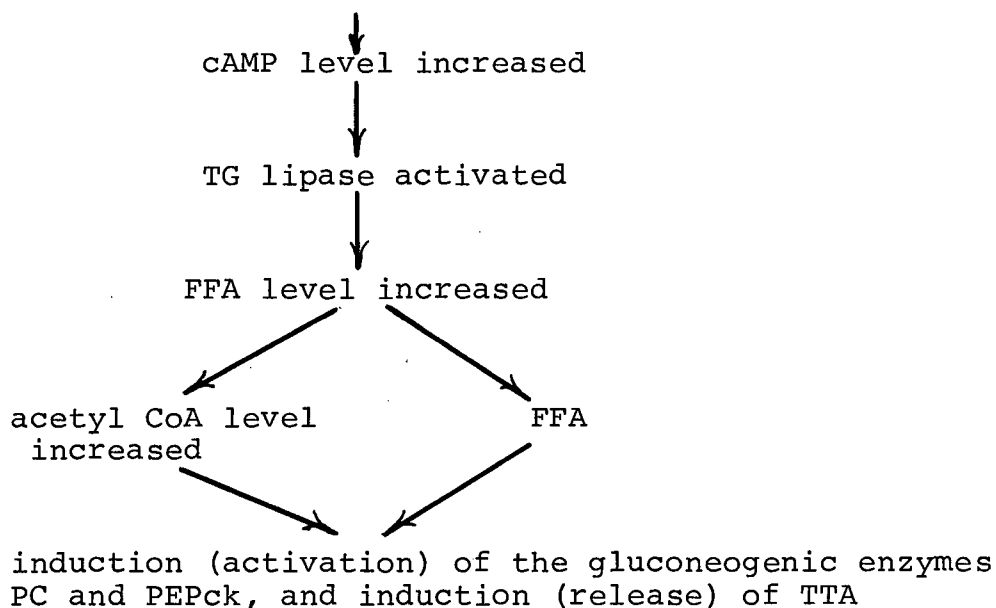 cAMP level increased
TG lipase activated
FFA level increased
acetyl CoA level
increased
FFA
induction (activation) of the gluconeogenic enzymes
PC and PEPck, and induction (release) of TTA